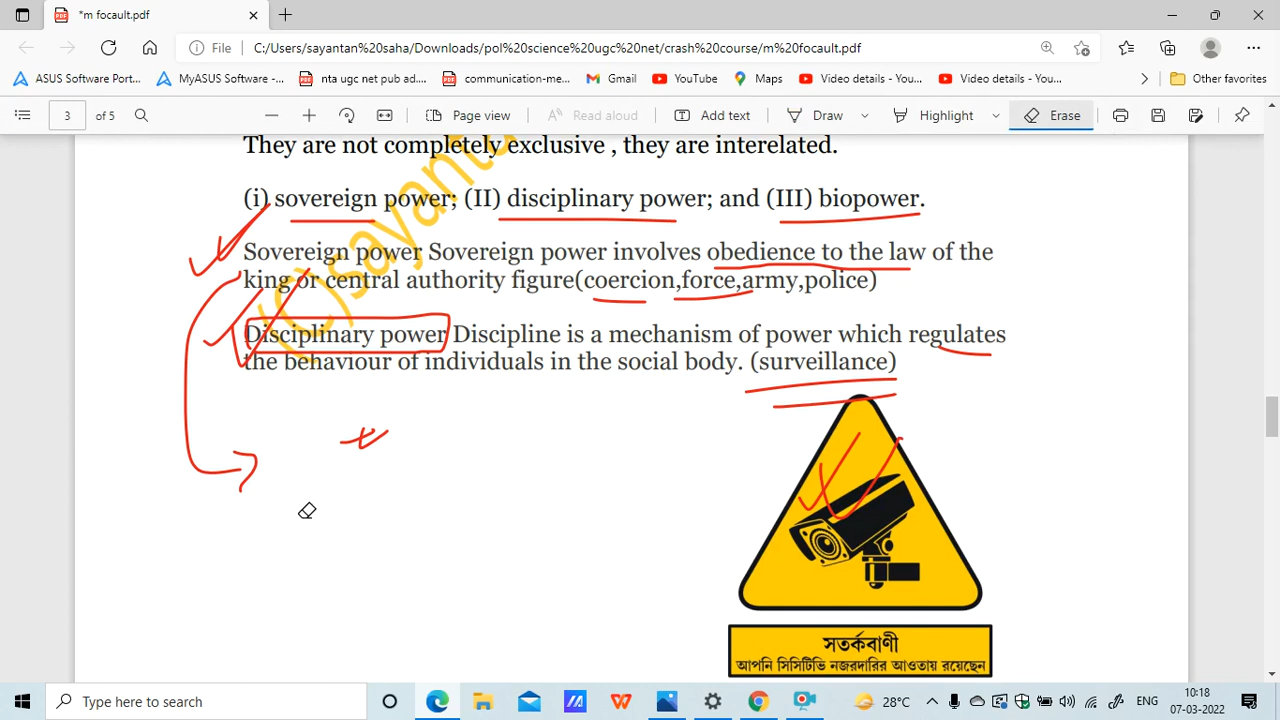 *m focault.pdf
File C:/Users/sayantan%20saha/Downloads/pol%20science%20ugc%20net/crash%20course/m%20focault.pdf
ASUS Software Port... MyASUS Software -... nta ugc net pub ad... communication-me... Gmail YouTube Maps Video details - You... Video details - You... Other favorites
3 of 5 Page view Read aloud Add text Draw Highlight Erase
They are not completely exclusive , they are interelated.
(i) sovereign power; (II) disciplinary power; and (III) biopower.
Sovereign power Sovereign power involves obedience to the law of the
king or central authority figure(coercion,force,army,police)
Disciplinary power Discipline is a mechanism of power which regulates
the behaviour of individuals in the social body. (surveillance)
(C)sayant
সতর্কবাণী
আপনি সিসিটিভি নজরদারির আওতায় রয়েছেন
Type here to search 28°C ENG 10:18
07-03-2022